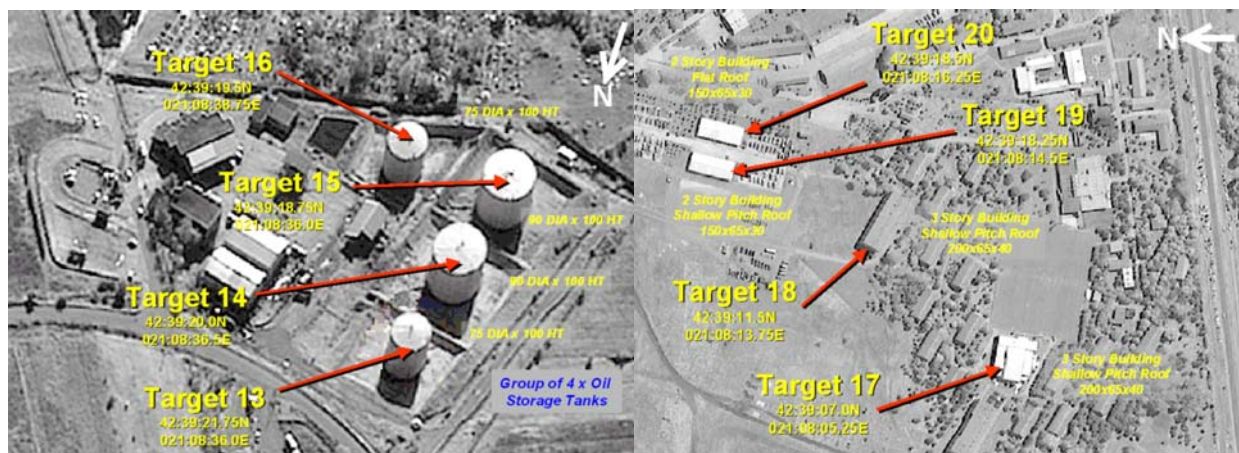 Target 16
42:39:19.5N
021:08:38.75E
N
75 DIA x 100 HT
Target 15
42:39:18.75N
021:08:36.0E
90 DIA x 100 HT
Target 14
42:39:20.0N
021:08:36.5E
90 DIA x 100 HT
75 DIA x 100 HT
Target 13
42:39:21.75N
021:08:36.0E
Group of 4 x Oil
Storage Tanks
Target 20
42:39:19.5N
021:08:16.25E
N
2 Story Building
Flat Roof
150x65x30
Target 19
42:39:18.25N
021:08:14.5E
2 Story Building
Shallow Pitch Roof
150x65x30
3 Story Building
Shallow Pitch Roof
200x65x40
Target 18
42:39:11.5N
021:08:13.75E
Target 17
42:39:07.0N
021:08:05.25E
3 Story Building
Shallow Pitch Roof
200x65x40